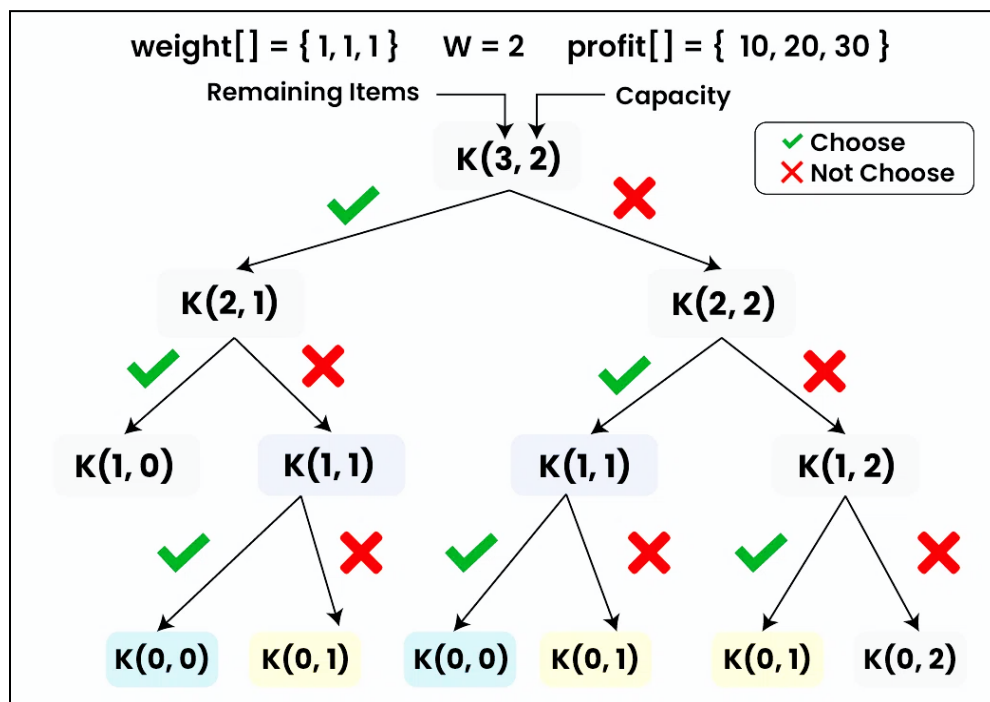 weight[] = { 1, 1, 1 } W = 2 profit[] = { 10, 20, 30 }
Remaining Items Capacity
K(3, 2)
Choose
Not Choose
K(2, 1) K(2, 2)
K(1, 0) K(1, 1) K(1, 1) K(1, 2)
K(0, 0) K(0, 1) K(0, 0) K(0, 1) K(0, 1) K(0, 2)